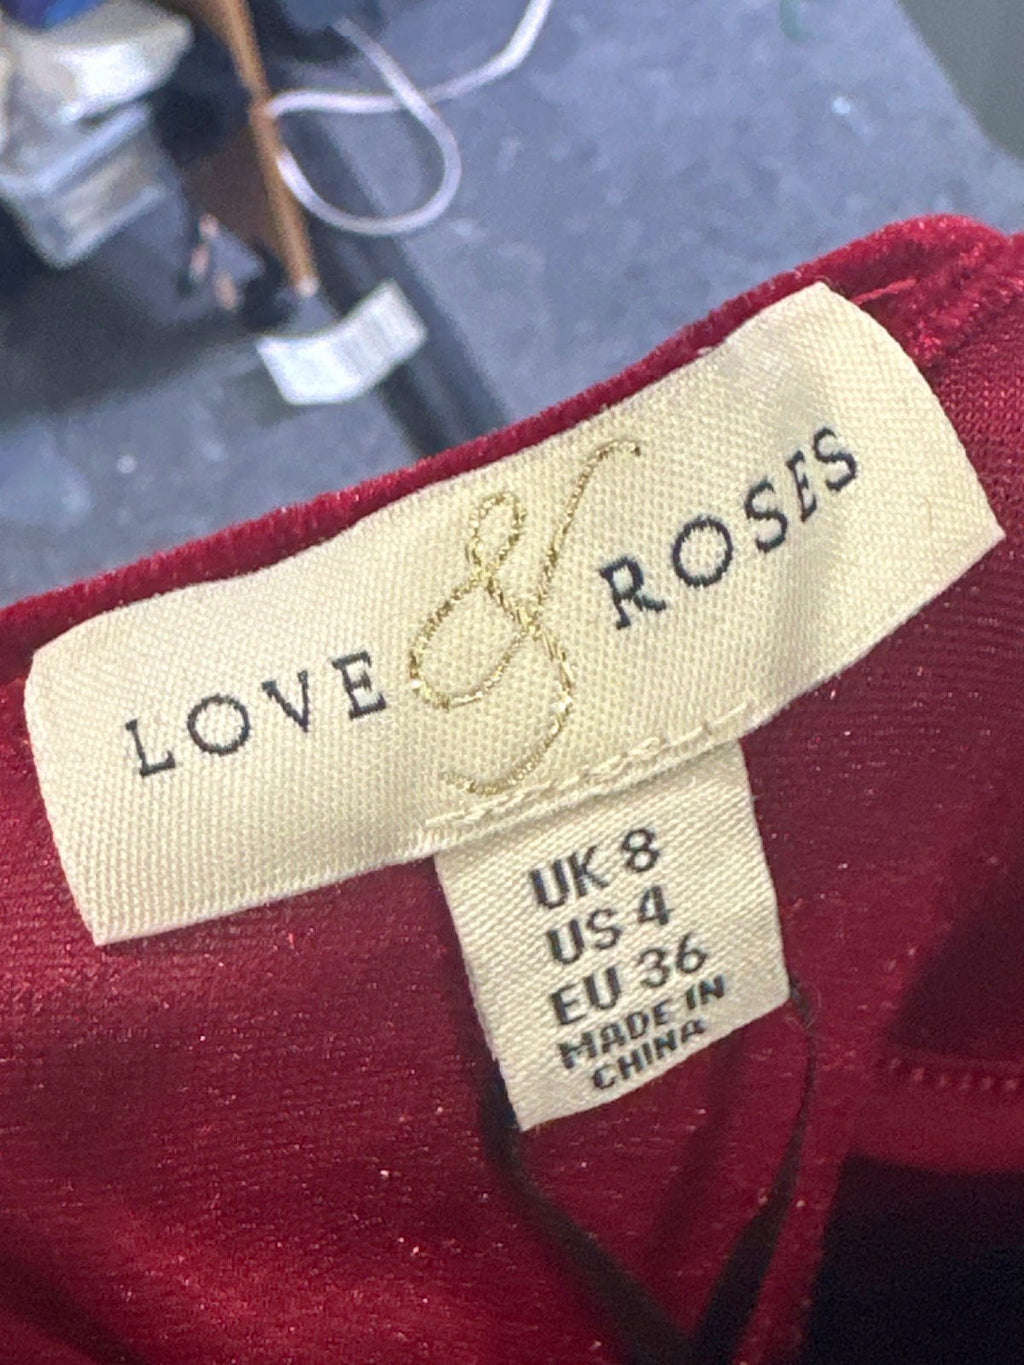 LOVE & ROSES
UK 8
US 4
EU 36
MADE IN
CHINA